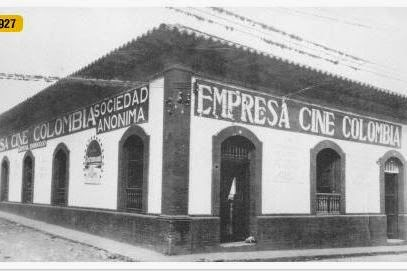 927
SA CINE COLOMBIA SOCIEDAD
ANONIMA
EMPRESA CINE COLOMBIA